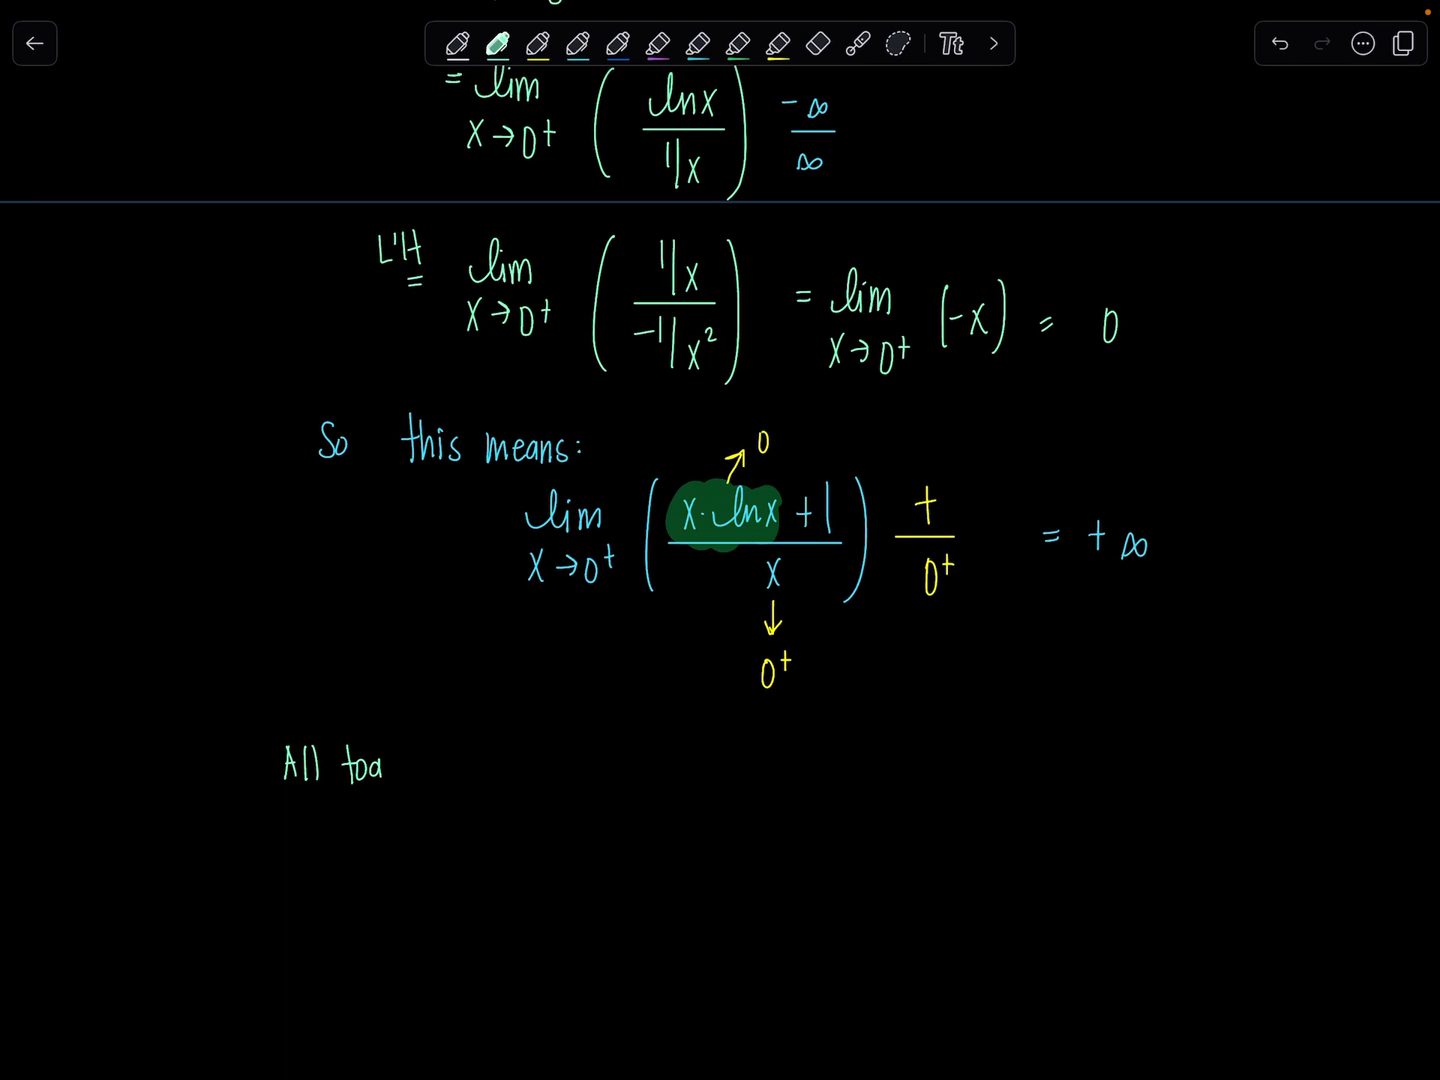 = lim x→0⁺ ( ln x / 1/x ) -∞/∞
L'H = lim x→0⁺ ( 1/x / -1/x² ) = lim x→0⁺ (-x) = 0
So this means:
0
lim x→0⁺ ( x · ln x + 1 / x ) +/0⁺ = +∞
0⁺
All toa
Tt